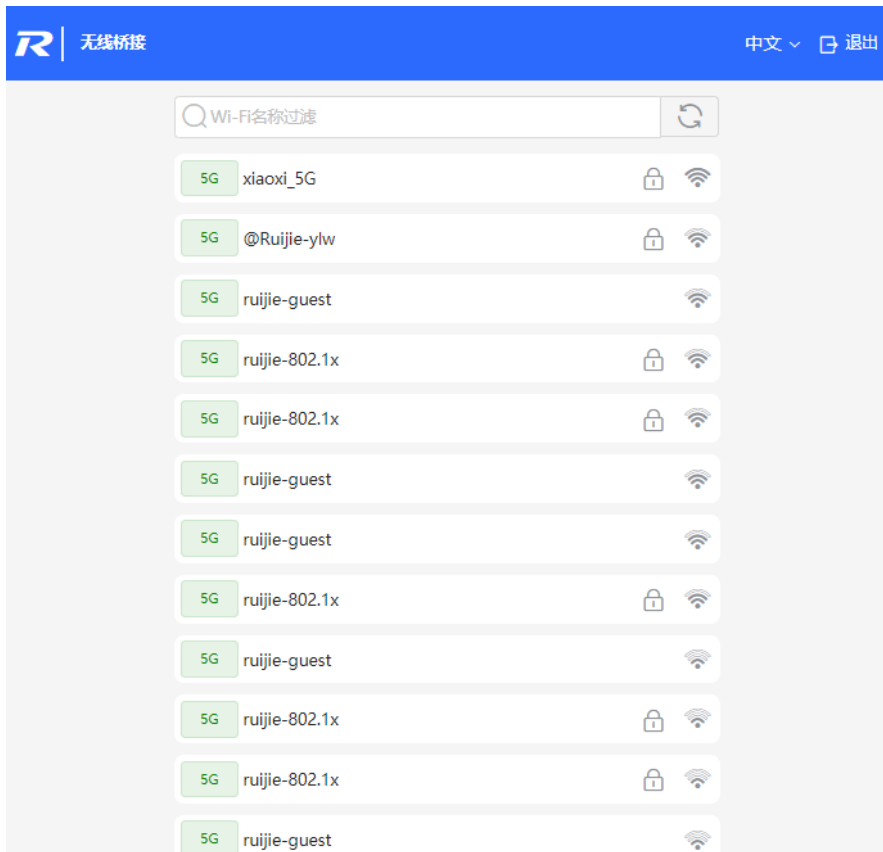 R 无线桥接 中文 退出
Wi-Fi名称过滤
5G xiaoxi_5G
5G @Ruijie-ylw
5G ruijie-guest
5G ruijie-802.1x
5G ruijie-802.1x
5G ruijie-guest
5G ruijie-guest
5G ruijie-802.1x
5G ruijie-guest
5G ruijie-802.1x
5G ruijie-802.1x
5G ruijie-guest